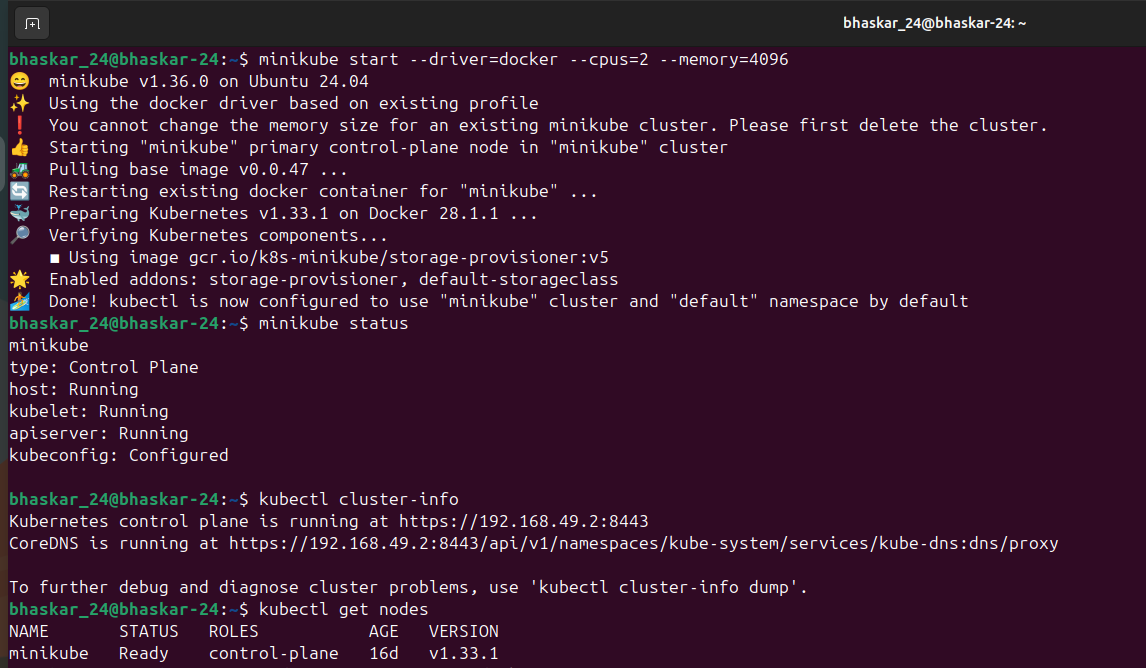 bhaskar_24@bhaskar-24: ~
bhaskar_24@bhaskar-24:~$ minikube start --driver=docker --cpus=2 --memory=4096
😄  minikube v1.36.0 on Ubuntu 24.04
✨  Using the docker driver based on existing profile
❗  You cannot change the memory size for an existing minikube cluster. Please first delete the cluster.
👍  Starting "minikube" primary control-plane node in "minikube" cluster
🚜  Pulling base image v0.0.47 ...
🔄  Restarting existing docker container for "minikube" ...
🐳  Preparing Kubernetes v1.33.1 on Docker 28.1.1 ...
🔎  Verifying Kubernetes components...
    ▪ Using image gcr.io/k8s-minikube/storage-provisioner:v5
🌟  Enabled addons: storage-provisioner, default-storageclass
🏄  Done! kubectl is now configured to use "minikube" cluster and "default" namespace by default
bhaskar_24@bhaskar-24:~$ minikube status
minikube
type: Control Plane
host: Running
kubelet: Running
apiserver: Running
kubeconfig: Configured
bhaskar_24@bhaskar-24:~$ kubectl cluster-info
Kubernetes control plane is running at https://192.168.49.2:8443
CoreDNS is running at https://192.168.49.2:8443/api/v1/namespaces/kube-system/services/kube-dns:dns/proxy
To further debug and diagnose cluster problems, use 'kubectl cluster-info dump'.
bhaskar_24@bhaskar-24:~$ kubectl get nodes
NAME       STATUS   ROLES           AGE   VERSION
minikube   Ready    control-plane   16d   v1.33.1